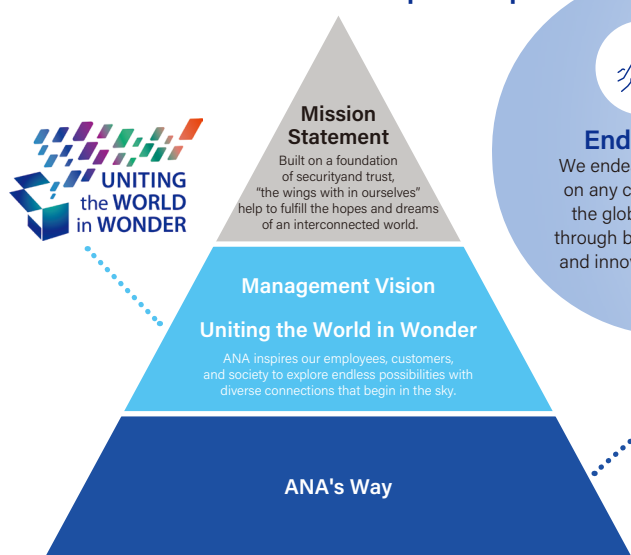 Mission
Statement
Built on a foundation
of securityand trust,
“the wings with in ourselves”
help to fulfill the hopes and dreams
of an interconnected world.
UNITING
the WORLD
in WONDER
Management Vision
Uniting the World in Wonder
ANA inspires our employees, customers,
and society to explore endless possibilities with
diverse connections that begin in the sky.
ANA's Way
End
We ende
on any c
the glob
through b
and innov